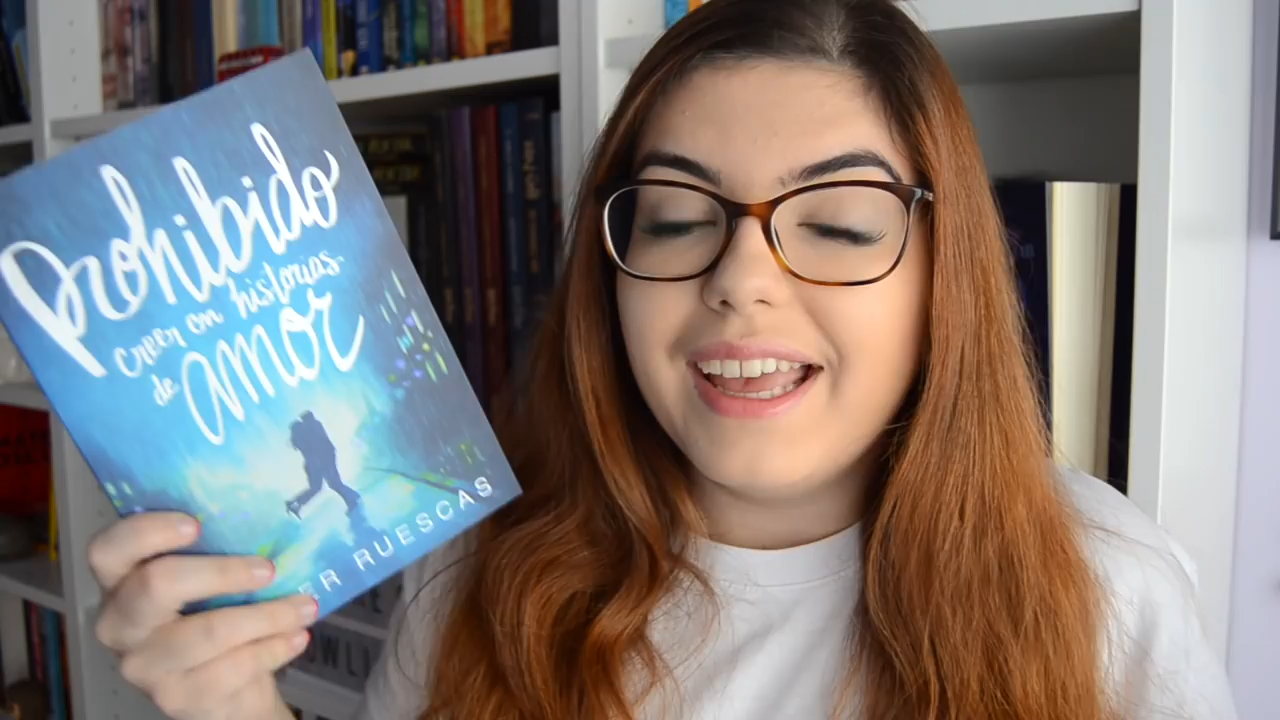 Prohibido
creer en historias
de
amor
ER RUESCAS